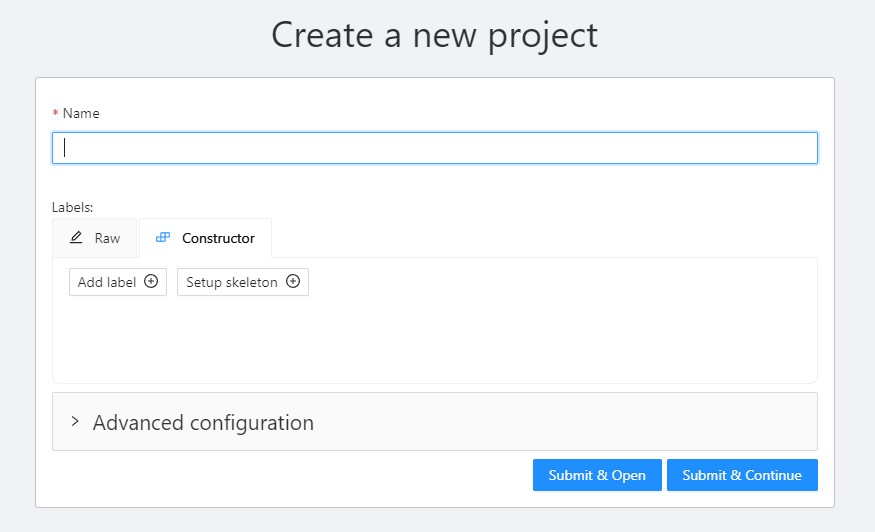 Create a new project
* Name
Labels:
Raw Constructor
Add label Setup skeleton
Advanced configuration
Submit & Open Submit & Continue